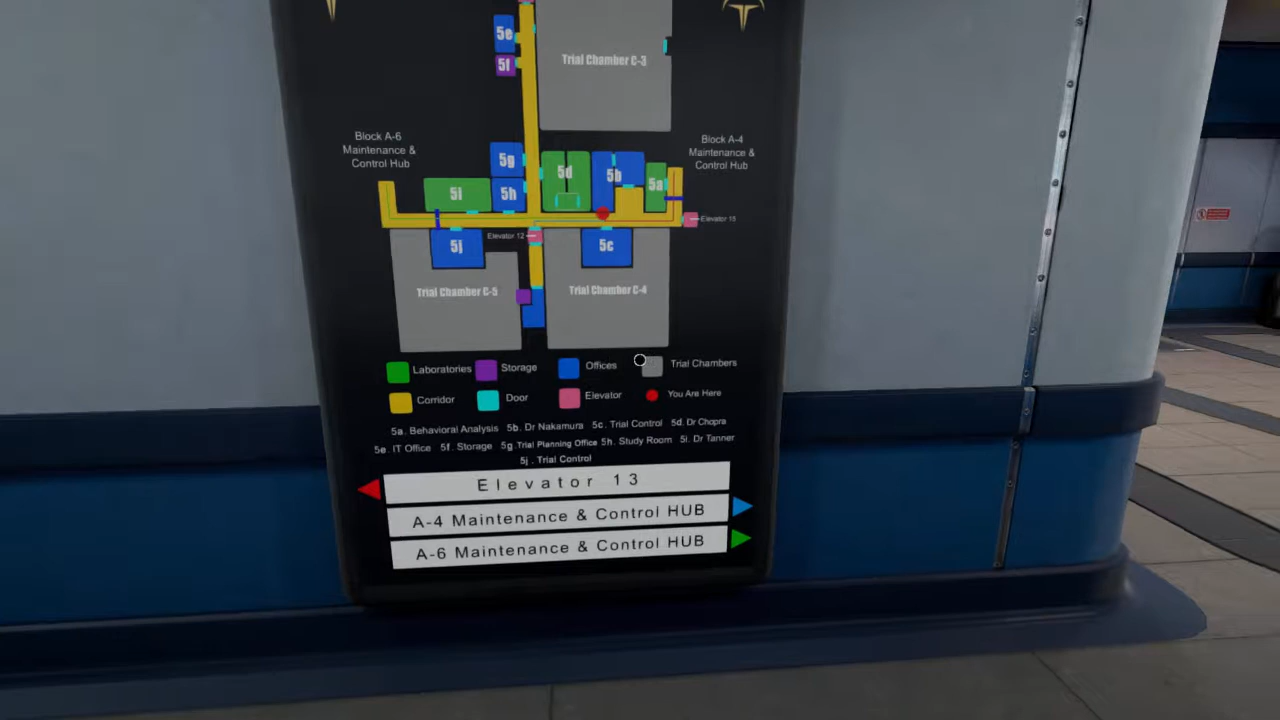 5e
5f
Trial Chamber C-3
Block A-6
Maintenance &
Control Hub
Block A-4
Maintenance &
Control Hub
5g
5d
5b
5a
5i
5h
Elevator 12
5j
5c
Trial Chamber C-5
Trial Chamber C-4
Laboratories Storage Offices Trial Chambers
Corridor Door Elevator You Are Here
5a. Behavioral Analysis 5b. Dr Nakamura 5c. Trial Control 5d. Dr Chopra
5e. IT Office 5f. Storage 5g. Trial Planning Office 5h. Study Room 5i. Dr Tanner
5j . Trial Control
Elevator 13
A-4 Maintenance & Control HUB
A-6 Maintenance & Control HUB